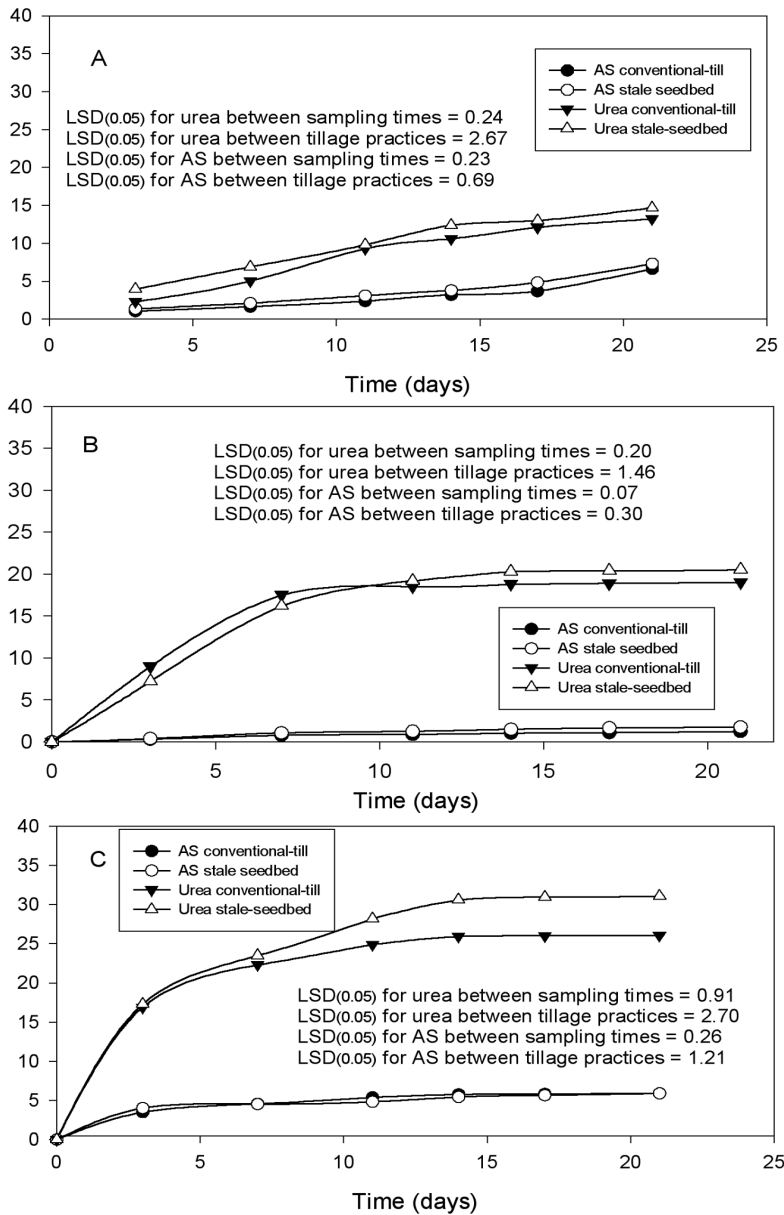 40
35
30
25
20
15
10
5
0
A
LSD(0.05) for urea between sampling times = 0.24
LSD(0.05) for urea between tillage practices = 2.67
LSD(0.05) for AS between sampling times = 0.23
LSD(0.05) for AS between tillage practices = 0.69
AS conventional-till
AS stale seedbed
Urea conventional-till
Urea stale-seedbed
0 5 10 15 20 25
Time (days)
40
35
30
25
20
15
10
5
0
B
LSD(0.05) for urea between sampling times = 0.20
LSD(0.05) for urea between tillage practices = 1.46
LSD(0.05) for AS between sampling times = 0.07
LSD(0.05) for AS between tillage practices = 0.30
AS conventional-till
AS stale seedbed
Urea conventional-till
Urea stale-seedbed
0 5 10 15 20
Time (days)
40
35
30
25
20
15
10
5
0
C
AS conventional-till
AS stale seedbed
Urea conventional-till
Urea stale-seedbed
LSD(0.05) for urea between sampling times = 0.91
LSD(0.05) for urea between tillage practices = 2.70
LSD(0.05) for AS between sampling times = 0.26
LSD(0.05) for AS between tillage practices = 1.21
0 5 10 15 20 25
Time (days)